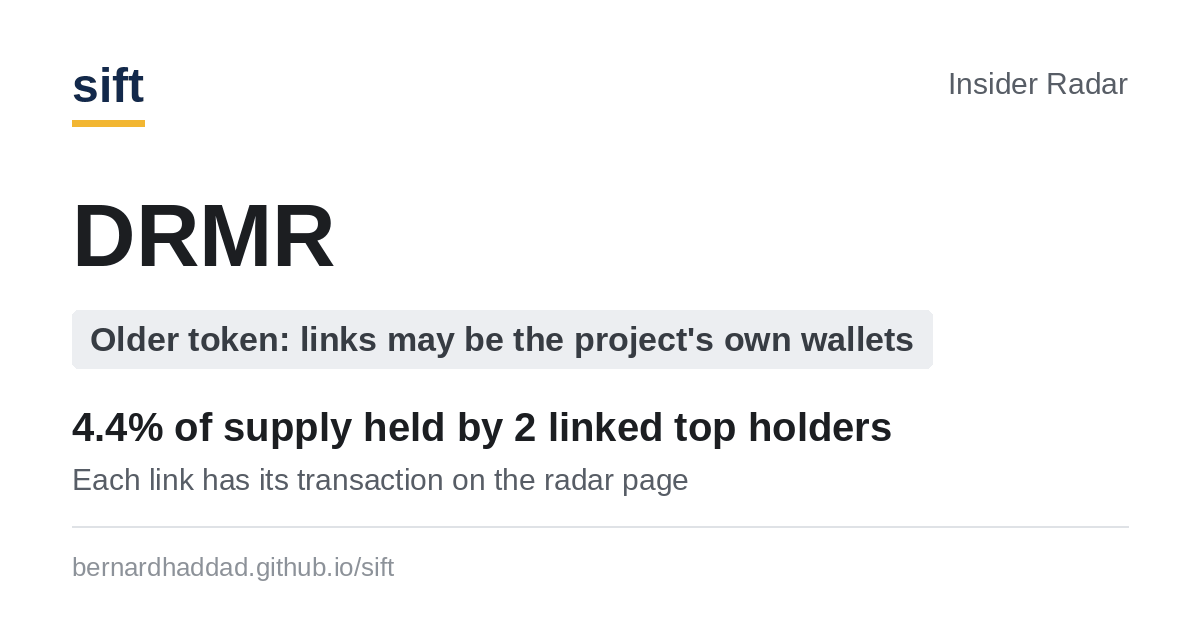 sift
Insider Radar
DRMR
Older token: links may be the project's own wallets
4.4% of supply held by 2 linked top holders
Each link has its transaction on the radar page
bernardhaddad.github.io/sift